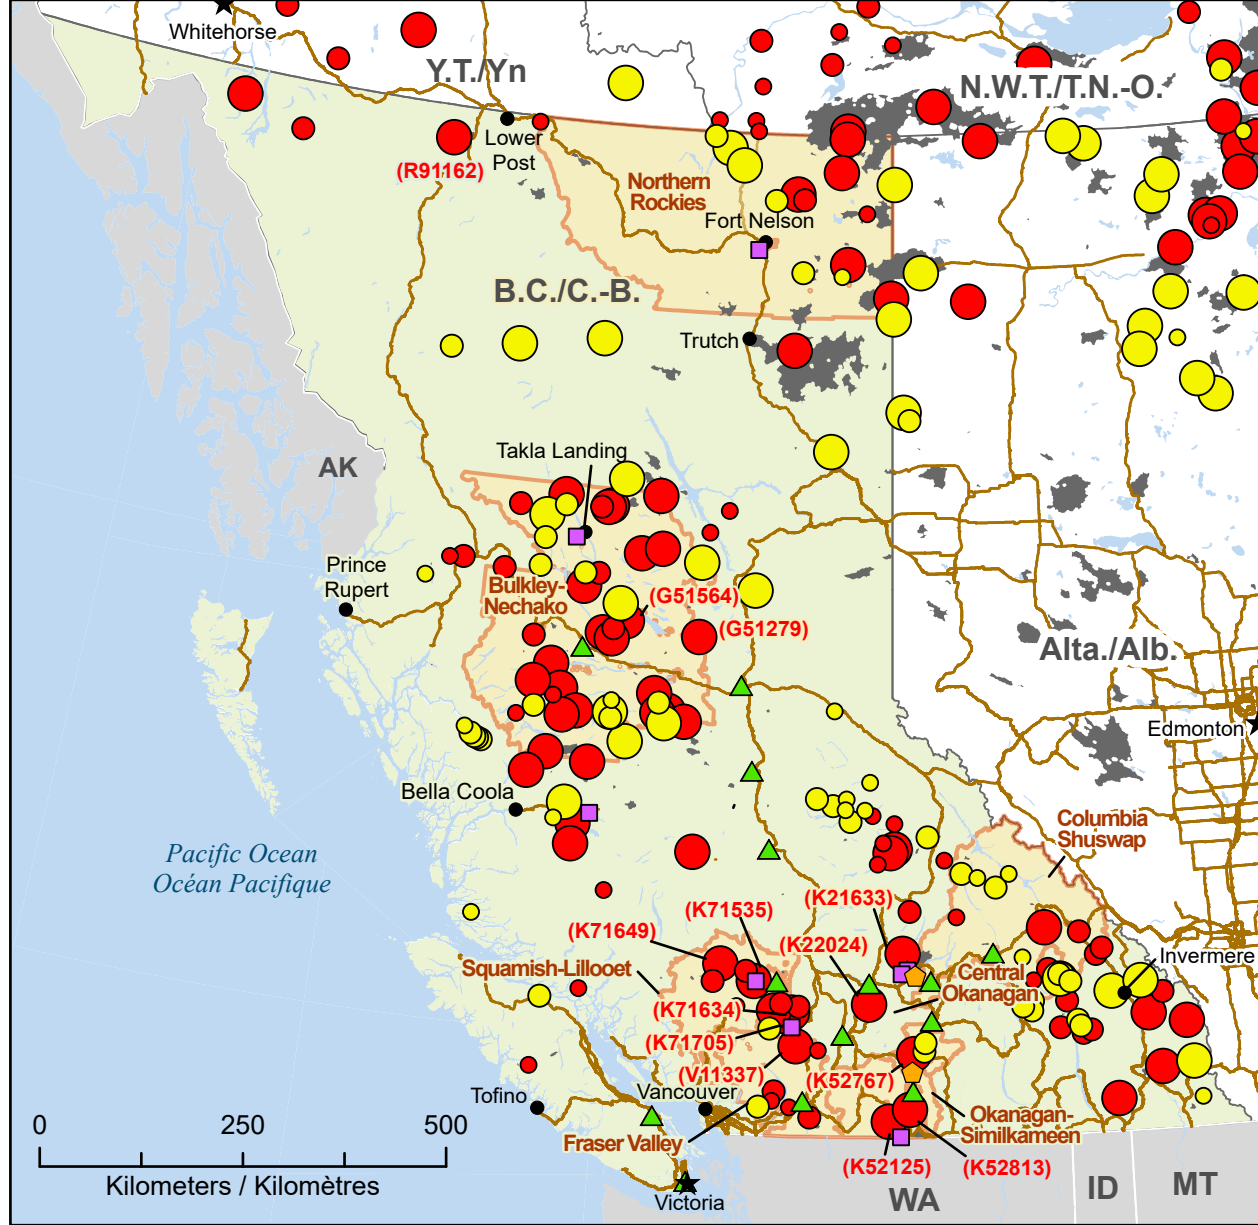 Whitehorse
Y.T./Yn
N.W.T./T.N.-O.
Lower
Post
(R91162)
Northern
Rockies
Fort Nelson
B.C./C.-B.
Trutch
Takla Landing
AK
Prince
Rupert
Bulkley-
Nechako
(G51564)
(G51279)
Alta./Alb.
Edmonton
Bella Coola
Columbia
Shuswap
Pacific Ocean
Océan Pacifique
(K21633)
(K71535)
(K71649)
(K22024)
Invermere
Squamish-Lillooet
Central
Okanagan
(K71634)
(K71705)
(V11337)
(K52767)
Tofino
Vancouver
Okanagan-
Similkameen
Fraser Valley
0 250 500
(K52125)
(K52813)
Kilometers / Kilomètres
Victoria
WA
ID
MT